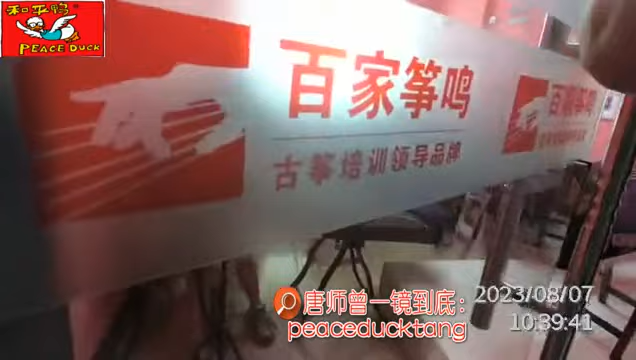 和平鸭
PEACE DUCK
百家筝鸣
古筝培训领导品牌
百家筝鸣
唐师曾一镜到底：
peaceducktang
2023/08/07
10:39:41